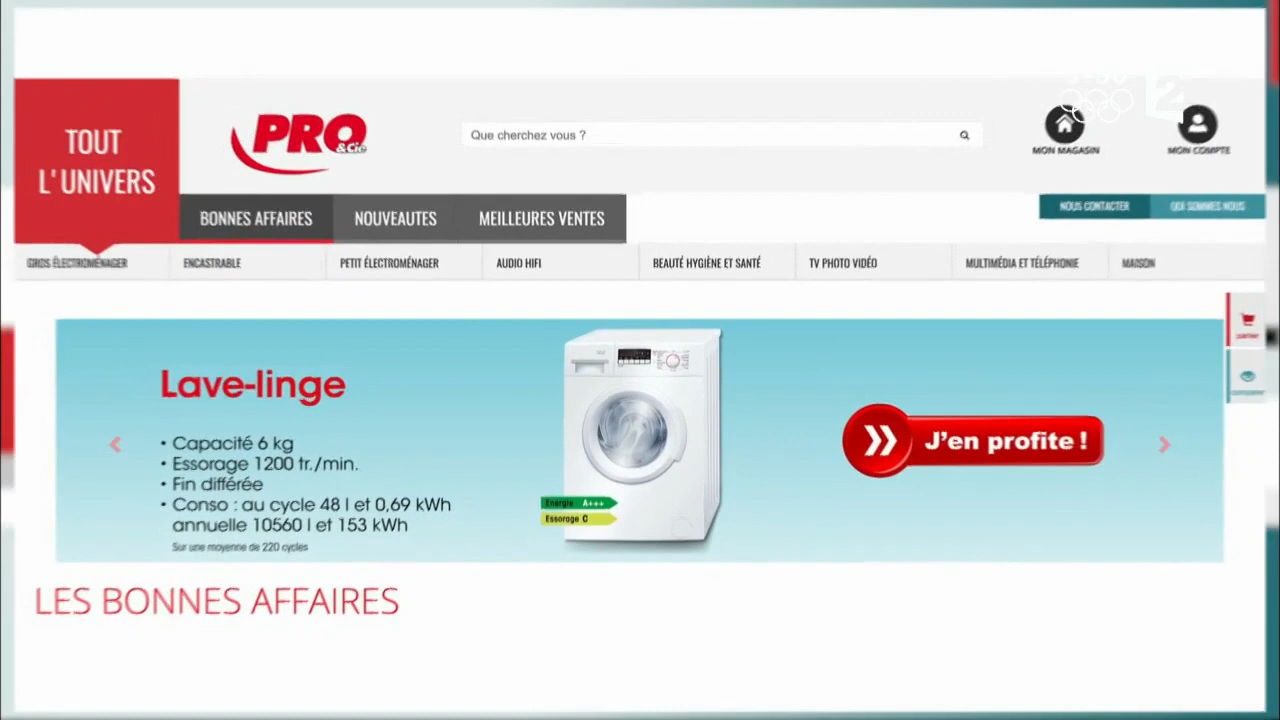 TOUT
L'UNIVERS
PRO
&Cie
Que cherchez vous ?
2
MON MAGASIN
MON COMPTE
BONNES AFFAIRES
NOUVEAUTES
MEILLEURES VENTES
NOUS CONTACTER
QUI SOMMES NOUS
GROS ÉLECTROMÉNAGER
ENCASTRABLE
PETIT ÉLECTROMÉNAGER
AUDIO HIFI
BEAUTÉ HYGIÈNE ET SANTÉ
TV PHOTO VIDÉO
MULTIMÉDIA ET TÉLÉPHONIE
MAISON
Lave-linge
• Capacité 6 kg
• Essorage 1200 tr./min.
• Fin différée
• Conso : au cycle 48 l et 0,69 kWh
annuelle 10560 l et 153 kWh
Sur une moyenne de 220 cycles
Energie A+++
Essorage C
J'en profite !
panier
LES BONNES AFFAIRES